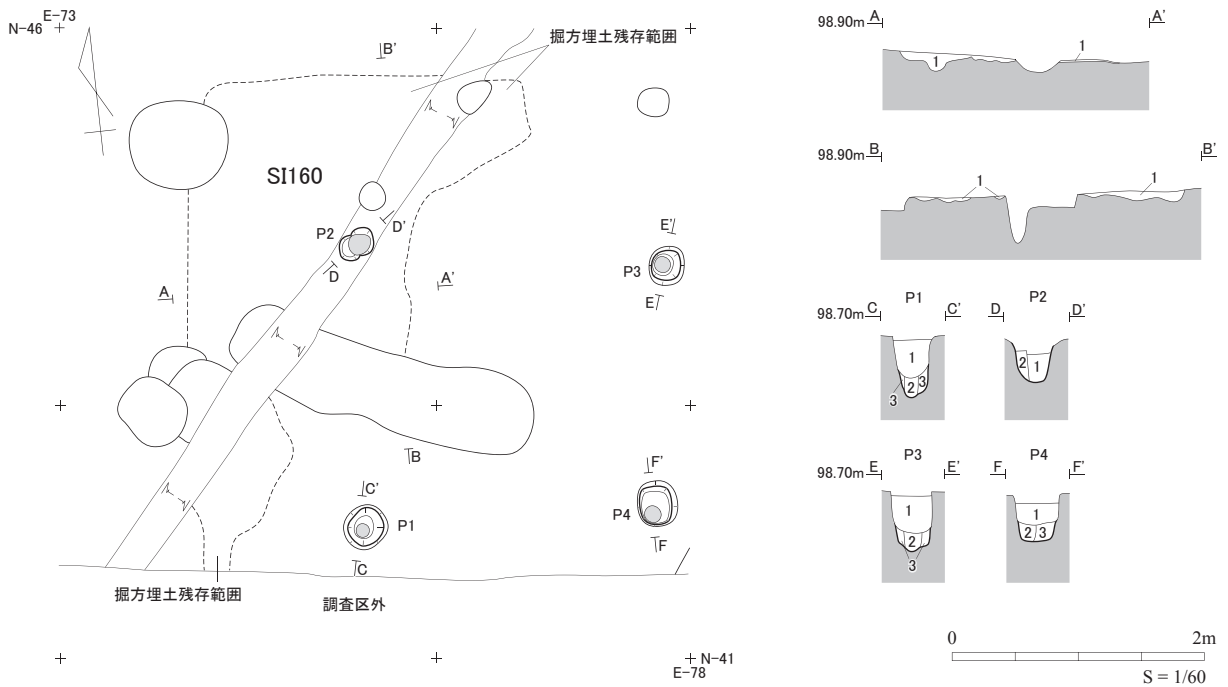 E-73
N-46
掘方埋土残存範囲
B'
SI160
P2
D'
D
E'
P3
E
A
A'
B
C'
P1
C
F'
P4
F
掘方埋土残存範囲
調査区外
N-41
E-78
98.90m A A'
1 1
98.90m B B'
1 1
P1 P2
98.70m C C' D D'
1 2 3 3
2 1
P3 P4
98.70m E E' F F'
1 2 3
1 2 3
0 2m
S = 1/60